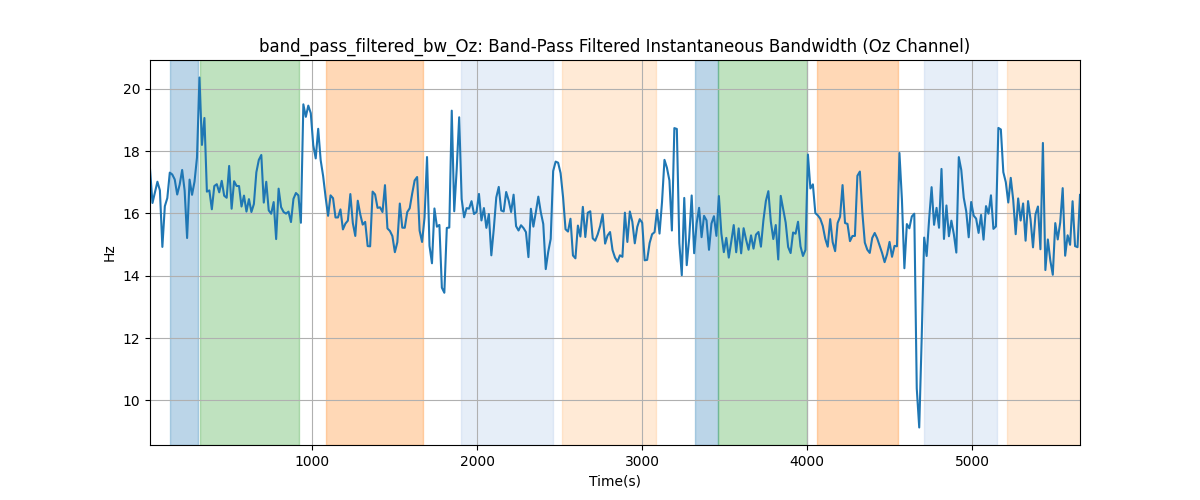 band_pass_filtered_bw_Oz: Band-Pass Filtered Instantaneous Bandwidth (Oz Channel)
20
18
16
14
12
10
Hz
1000 2000 3000 4000 5000
Time(s)